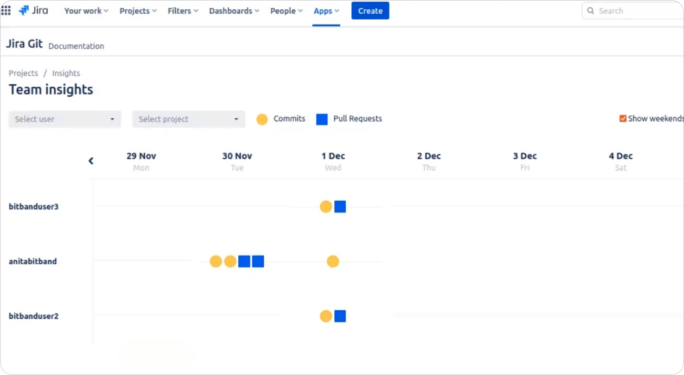 Jira Your work Projects Filters Dashboards People Apps Create Search
Jira Git Documentation
Projects / Insights
Team insights
Select user Select project Commits Pull Requests Show weekends
29 Nov 30 Nov 1 Dec 2 Dec 3 Dec 4 Dec
Mon Tue Wed Thu Fri Sat
bitbanduser3
anitabitband
bitbanduser2